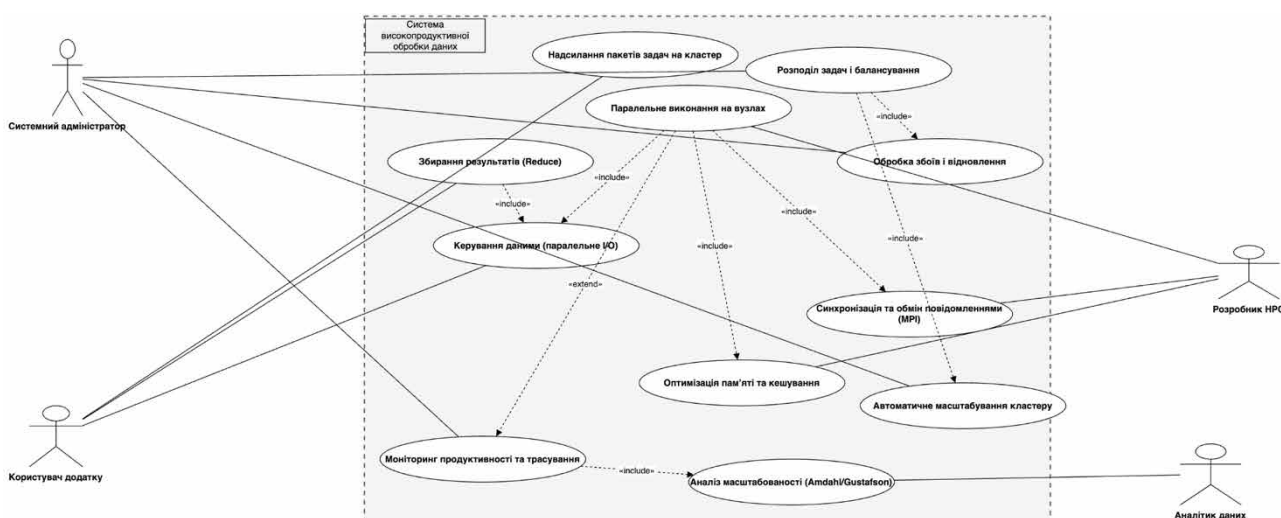 Система
високопродуктивної
обробки даних
Надсилання пакетів задач на кластер
Розподіл задач і балансування
Паралельне виконання на вузлах
Системний адміністратор
«include»
Збирання результатів (Reduce)
Обробка збоїв і відновлення
«include»
«include»
«include»
Керування даними (паралельне I/O)
«include»
«include»
«extend»
Синхронізація та обмін повідомленнями
(MPI)
Розробник HPC
Оптимізація пам'яті та кешування
Автоматичне масштабування кластеру
Моніторинг продуктивності та трасування
«include»
Користувач додатку
Аналіз масштабованості (Amdahl/Gustafson)
Аналітик даних